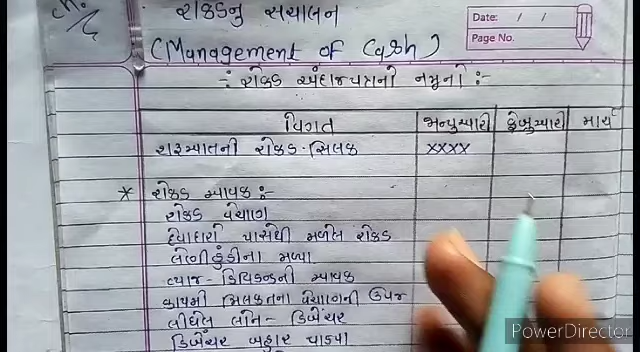 રોકડનુ સંચાલન
Date: / /
Page No.
(Management of Cash)
-: રોકડ અંદાજપત્રનો નમૂનો :-
વિગત જાન્યુઆરી ફેબ્રુઆરી માર્ચ
શરૂઆતની રોકડ સિલક XXXX
* રોકડ આવક :-
રોકડ વેચાણ
દેવાદારો પાસેથી મળેલ રોકડ
લેણીહુંડીના મળ્યા
વ્યાજ - ડિવિડન્ડની આવક
કાયમી મિલકતના વેચાણની ઉપજ
લીધેલ લોન - ડિબેંચર
ડિબેંચર બહાર પાડ્યા
PowerDirector